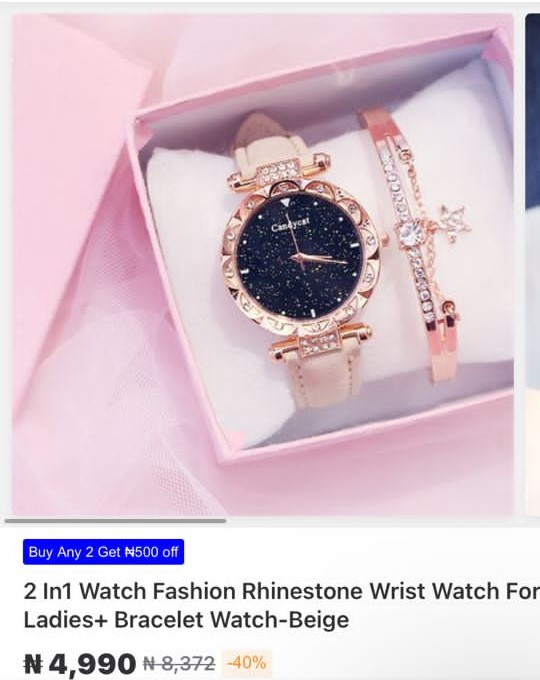 Candycat
Buy Any 2 Get ₦500 off
2 In1 Watch Fashion Rhinestone Wrist Watch For
Ladies+ Bracelet Watch-Beige
₦ 4,990 ₦ 8,372 -40%